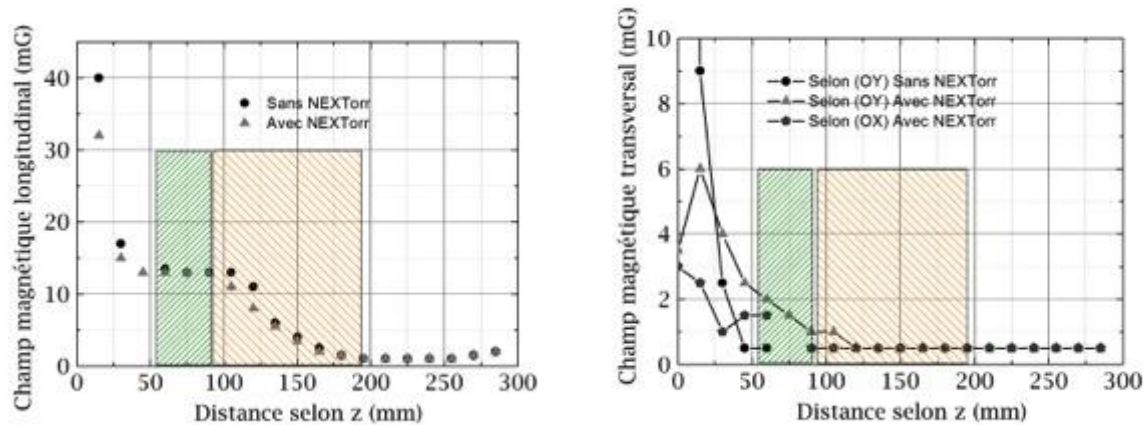 Champ magnétique longitudinal (mG)
40
30
20
10
0
0 50 100 150 200 250 300
Distance selon z (mm)
Sans NEXTorr
Avec NEXTorr
Champ magnétique transversal (mG)
10
8
6
4
2
0
0 50 100 150 200 250 300
Distance selon z (mm)
Selon (OY) Sans NEXTorr
Selon (OY) Avec NEXTorr
Selon (OX) Avec NEXTorr